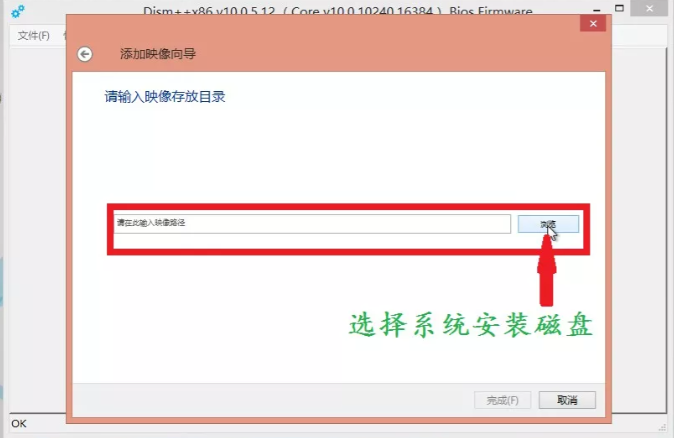 Dism++x86 v10.0.5.12（Core v10.0.10240.16384）Bios Firmware
文件(F)
添加映像向导
请输入映像存放目录
请在此输入映像路径
浏览
选择系统安装磁盘
完成(F)
取消
OK